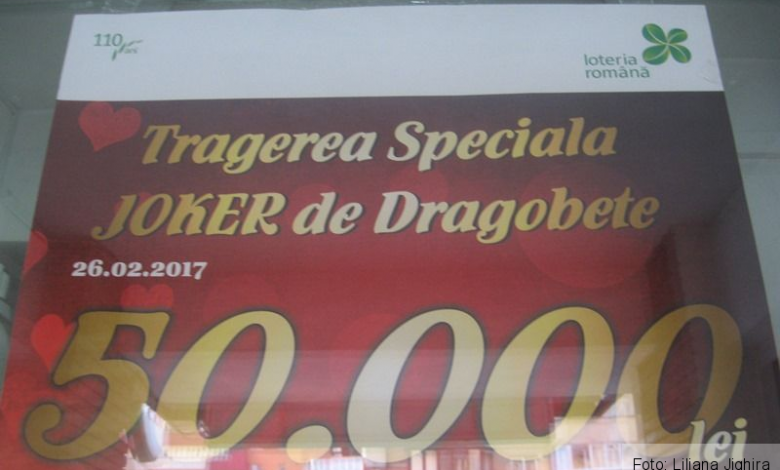 110 ani
loteria
română
Tragerea Speciala
JOKER de Dragobete
26.02.2017
50.000
lei
Foto: Liliana Jighira